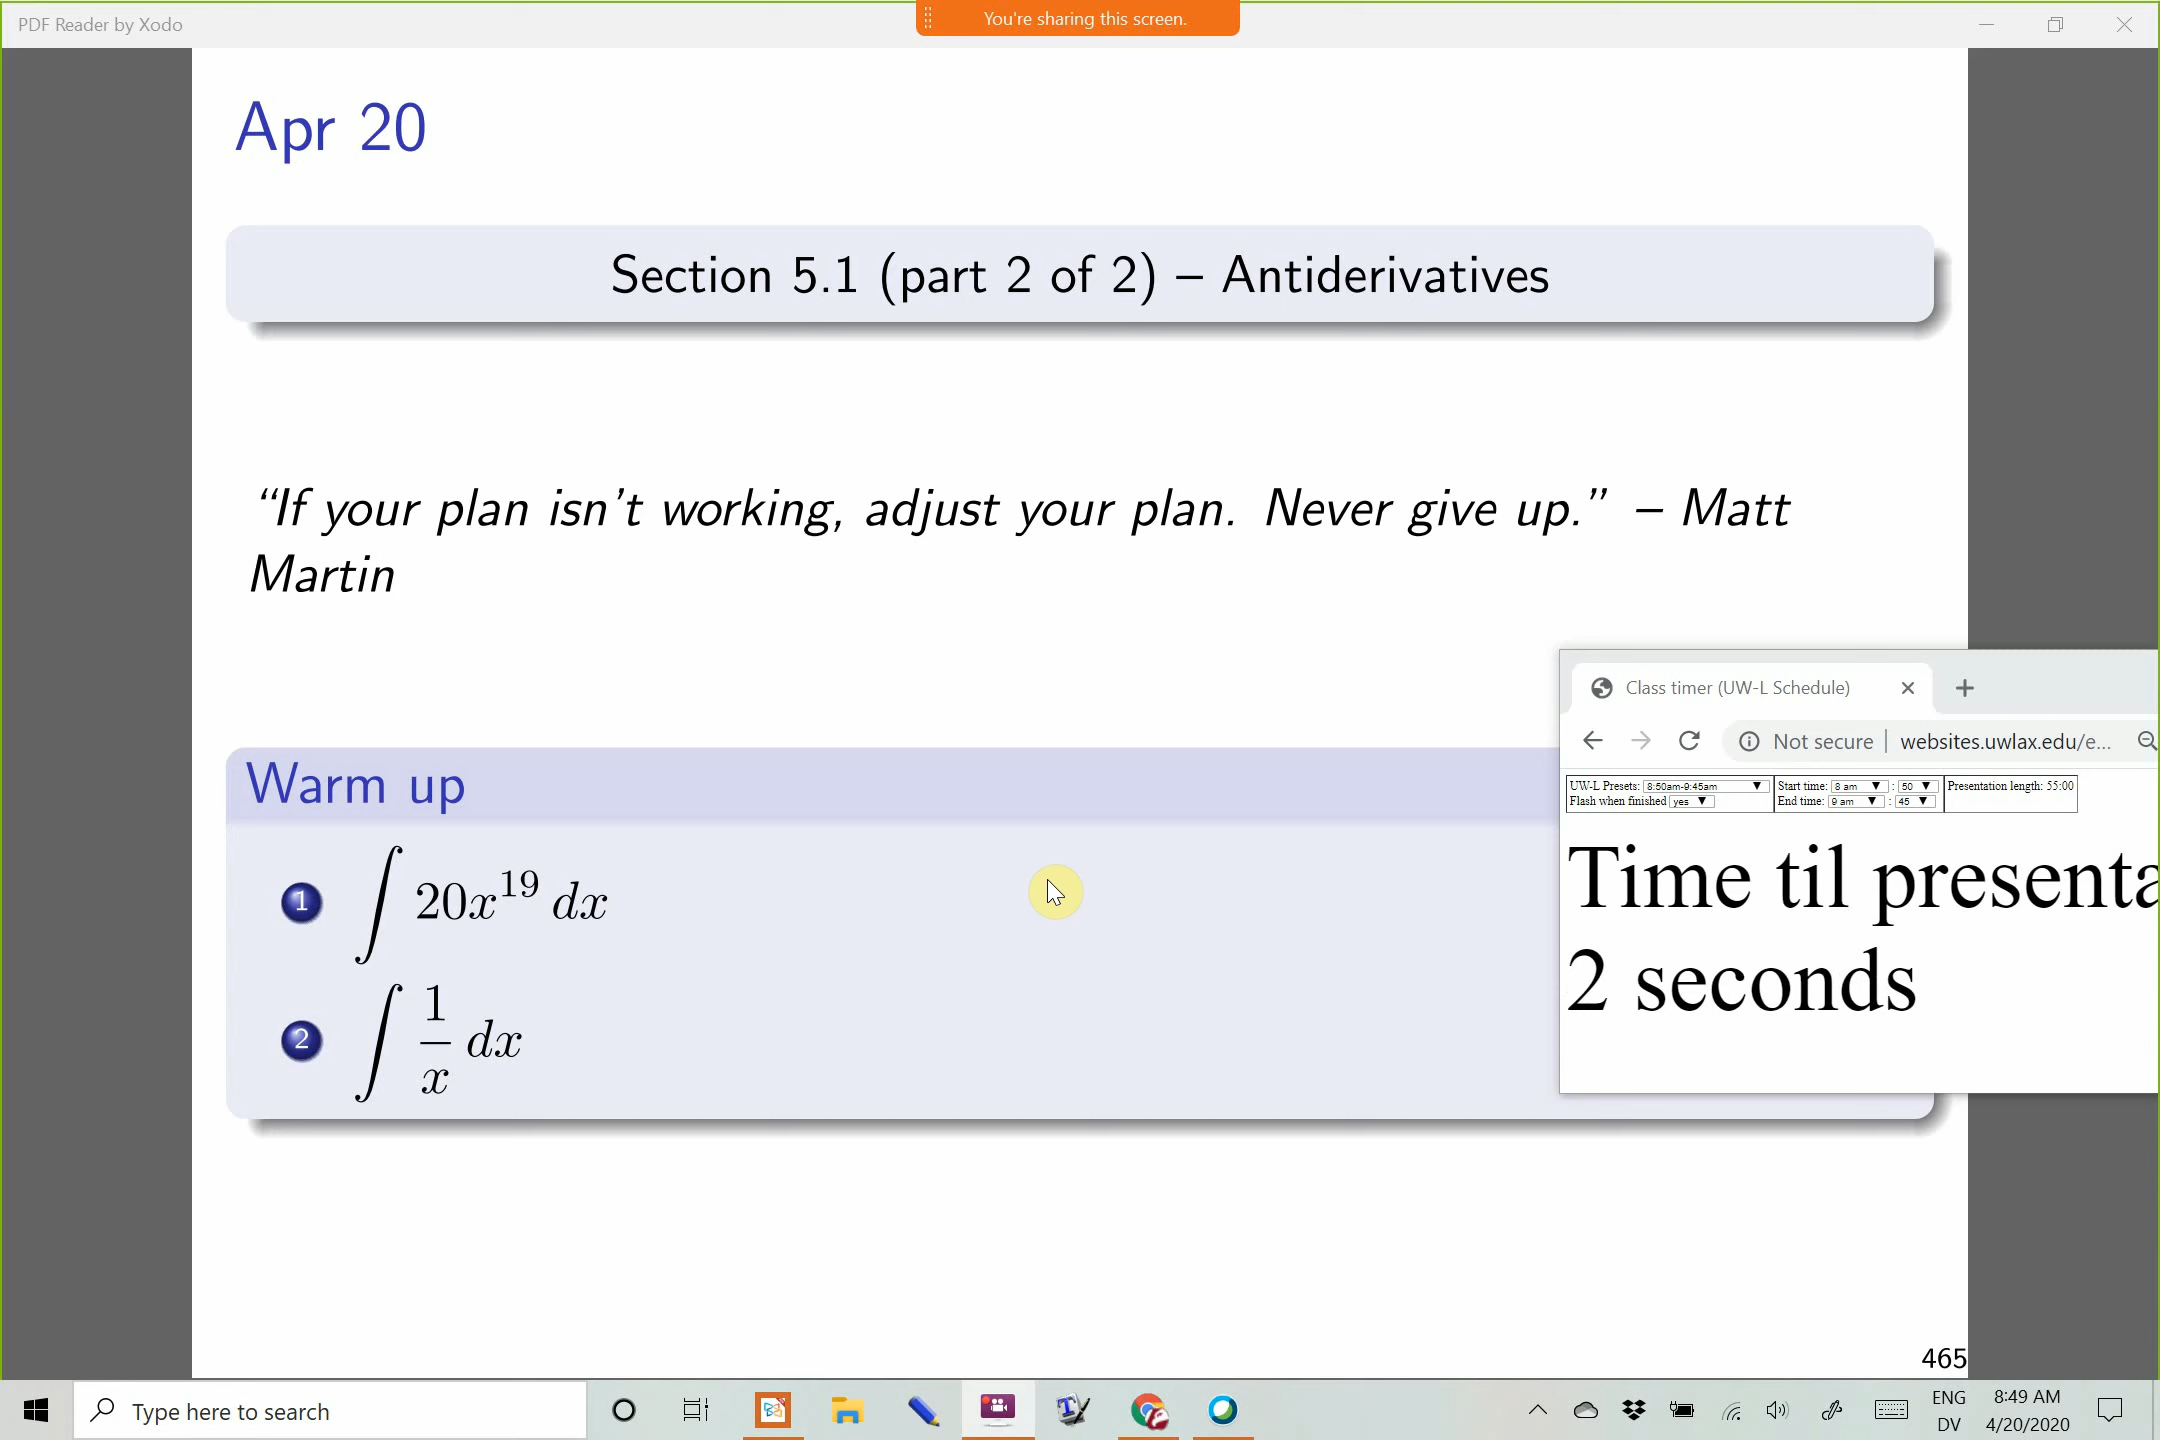 PDF Reader by Xodo
You're sharing this screen.
Apr 20
Section 5.1 (part 2 of 2) – Antiderivatives
“If your plan isn’t working, adjust your plan. Never give up.” – Matt
Martin
Warm up
1 ∫ 20x^19 dx
2 ∫ 1/x dx
Class timer (UW-L Schedule)
Not secure | websites.uwlax.edu/e...
UW-L Presets: 8:50am-9:45am Start time: 8 am : 50 Presentation length: 55:00
Flash when finished yes End time: 9 am : 45
Time til presenta
2 seconds
465
Type here to search
ENG 8:49 AM
DV 4/20/2020